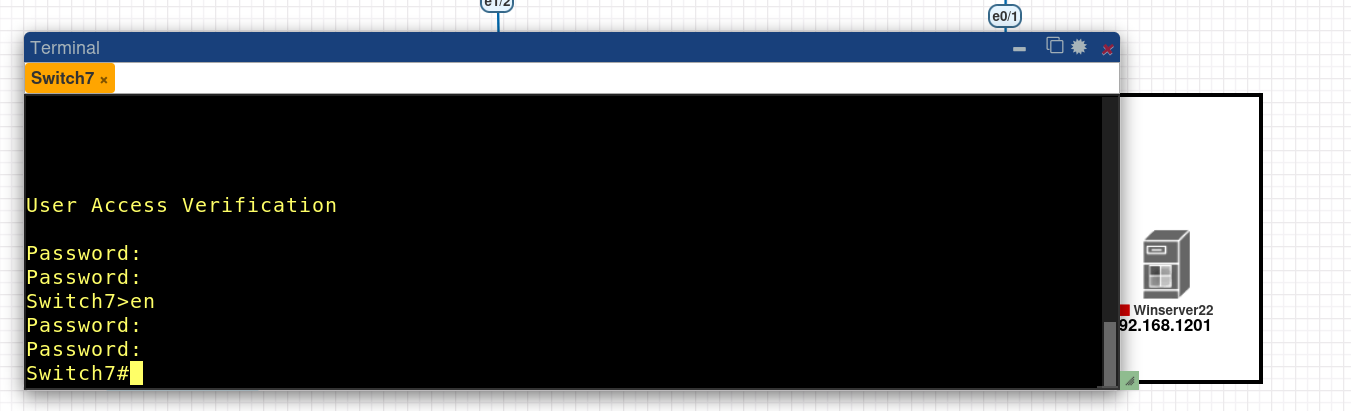 e1/2
e0/1
Terminal
Switch7 ×
User Access Verification
Password:
Password:
Switch7>en
Password:
Password:
Switch7#
Winserver22
92.168.1201